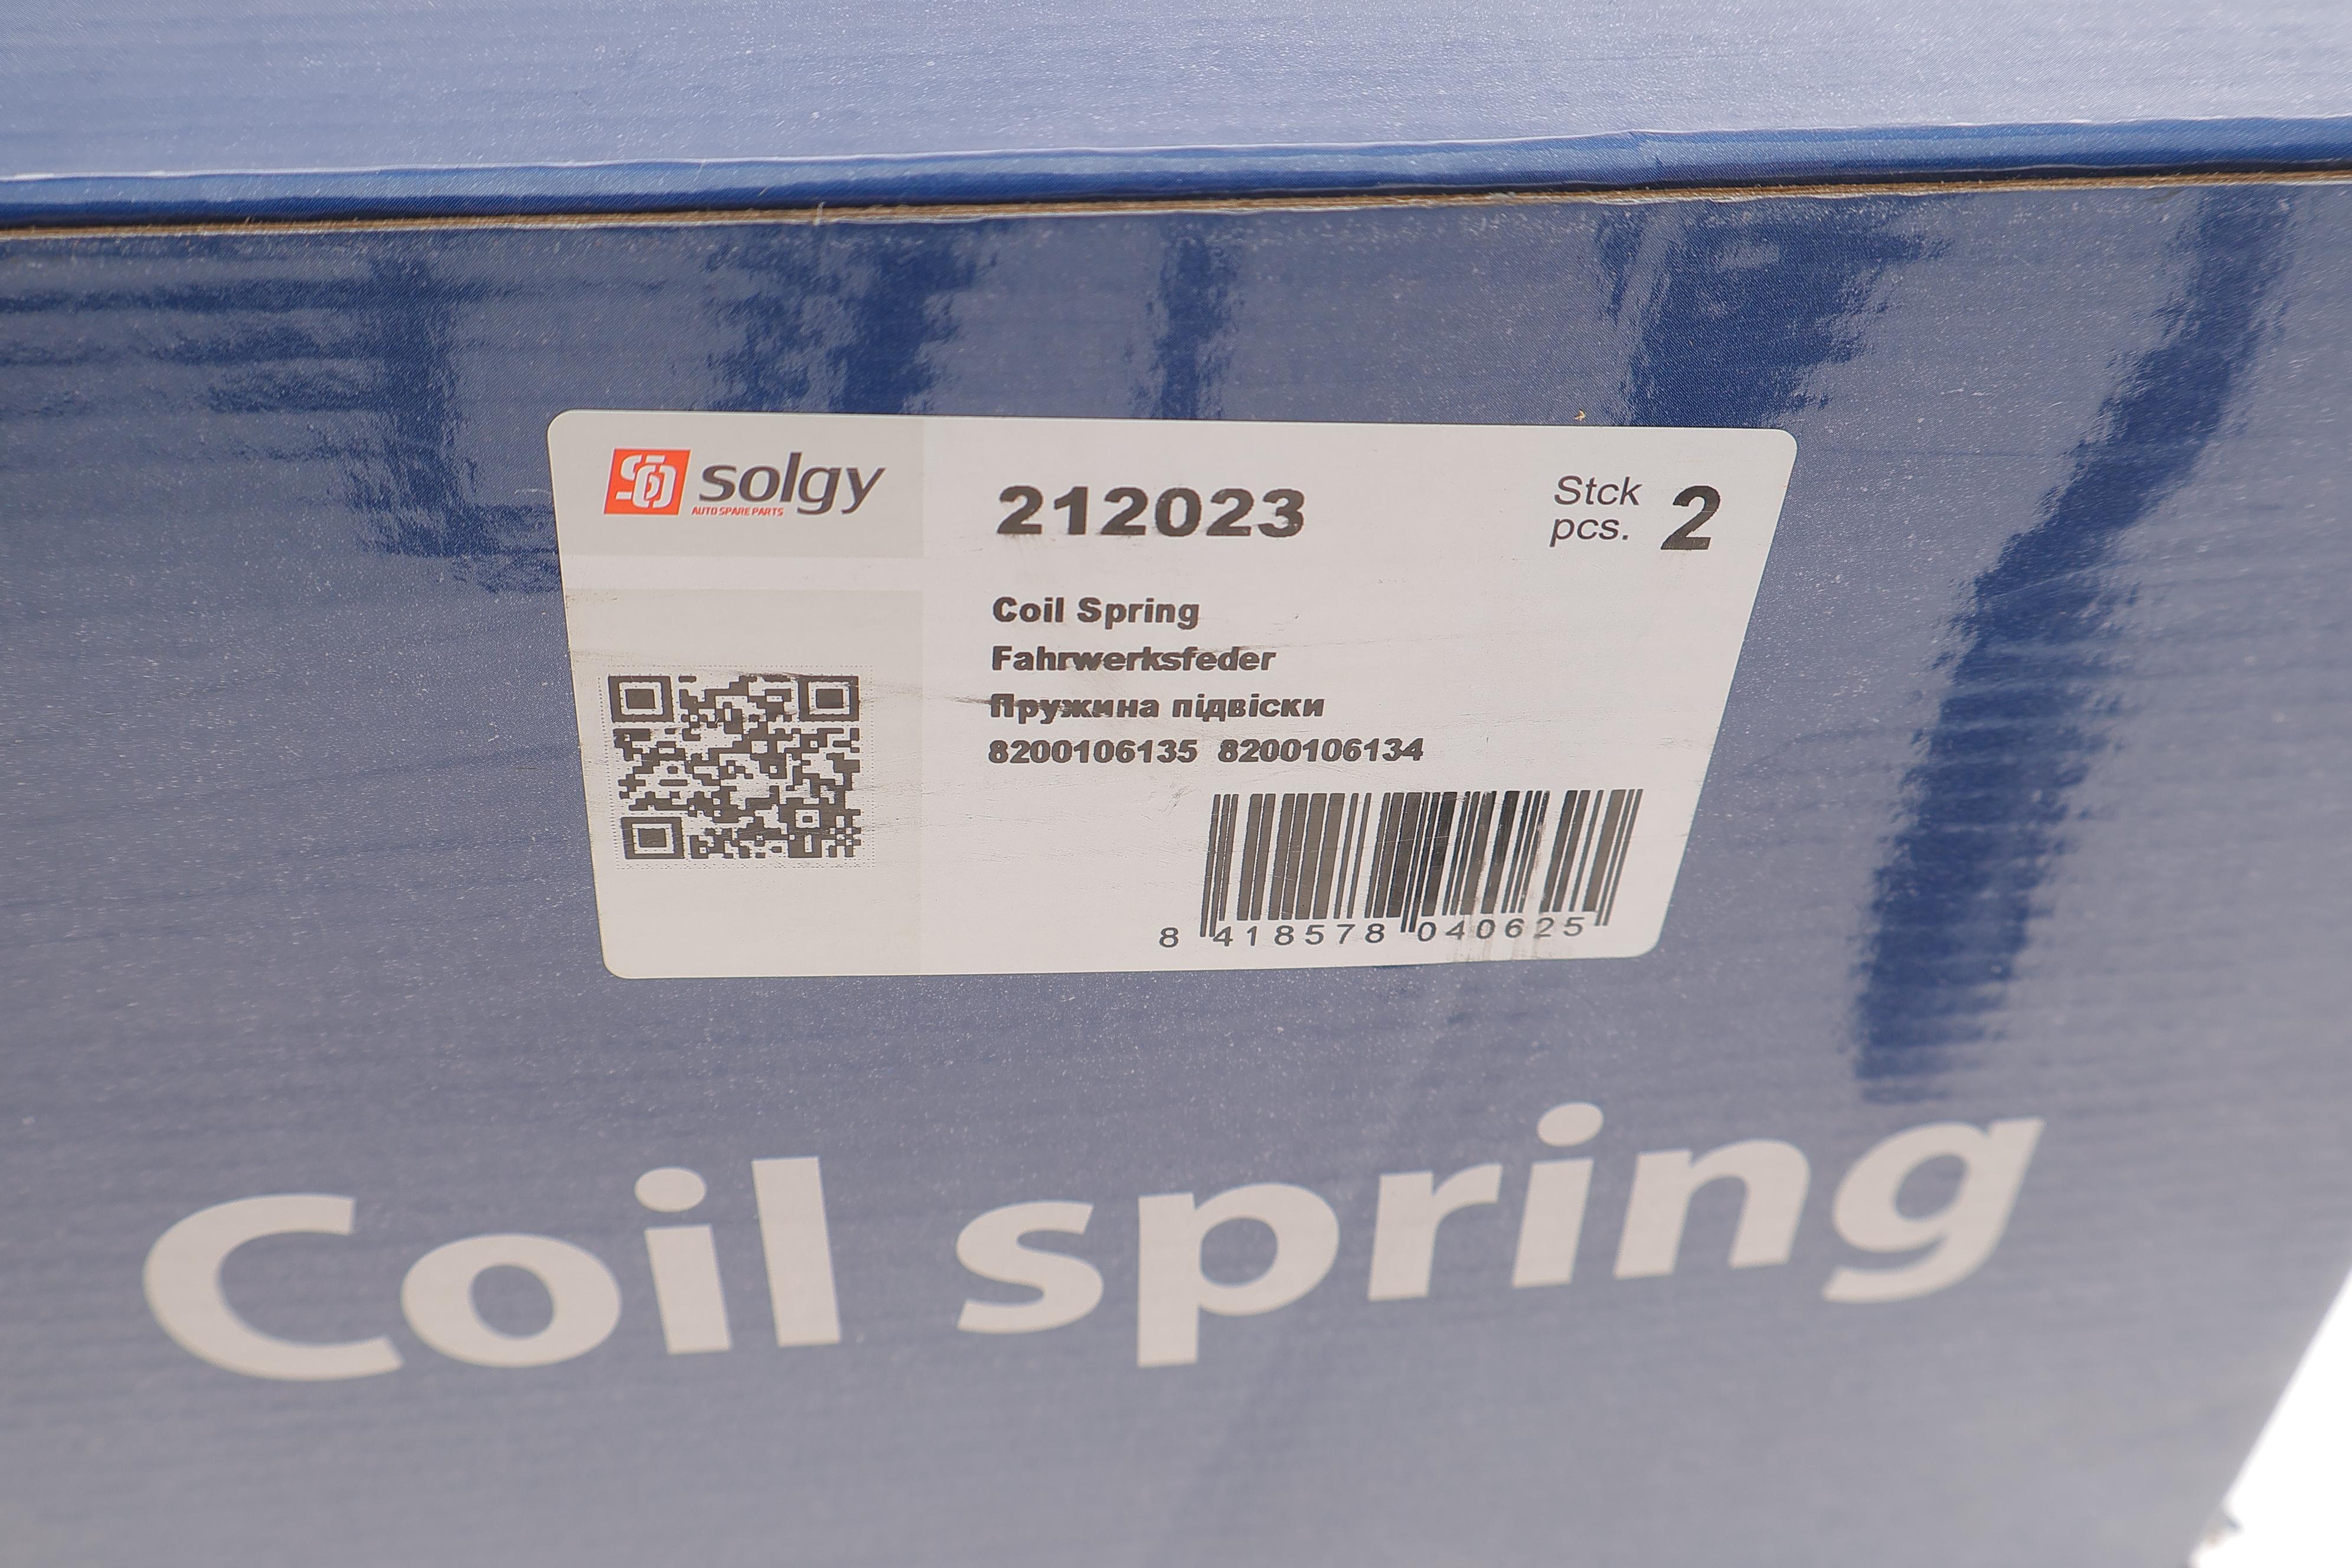 solgy
AUTO SPARE PARTS
212023
Stck
pcs. 2
Coil Spring
Fahrwerksfeder
Пружина підвіски
8200106135 8200106134
8 418578 040625
Coil spring